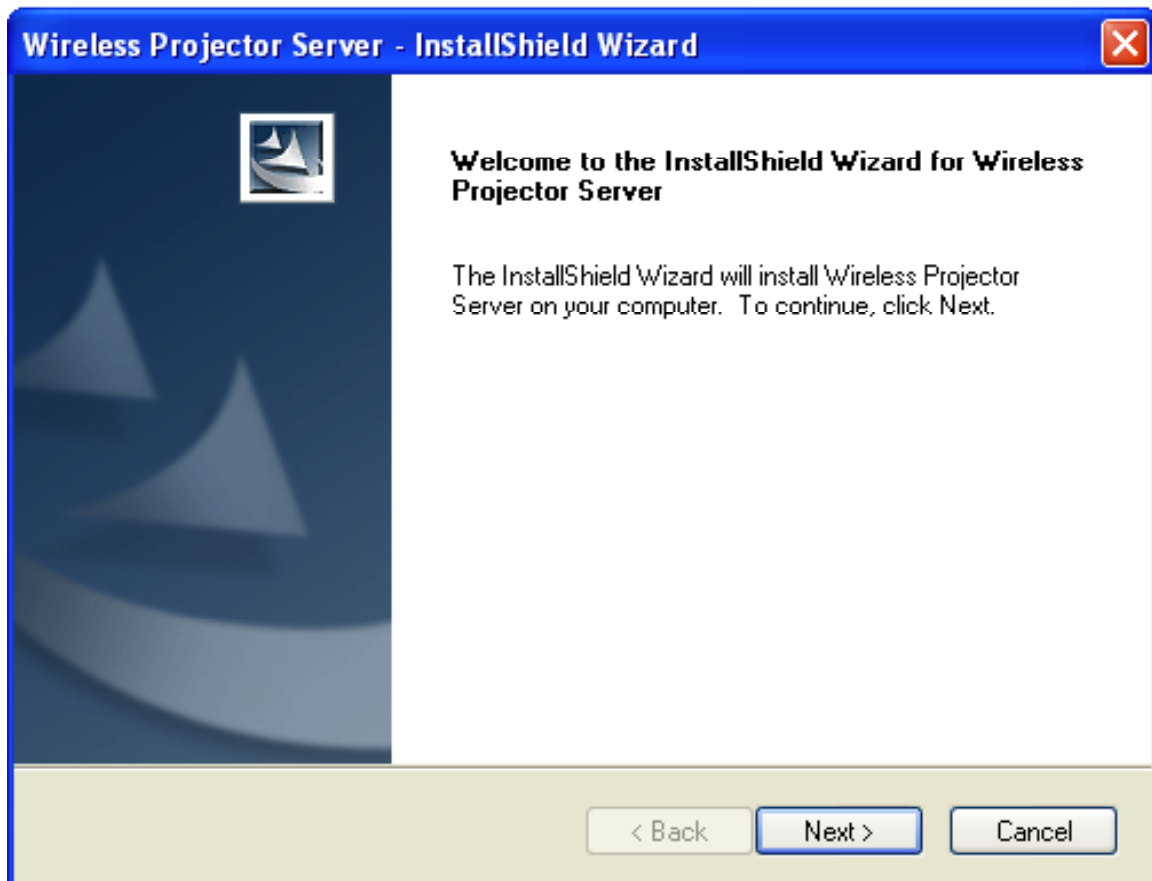 Wireless Projector Server - InstallShield Wizard
Welcome to the InstallShield Wizard for Wireless
Projector Server
The InstallShield Wizard will install Wireless Projector
Server on your computer.  To continue, click Next.
< Back
Next >
Cancel